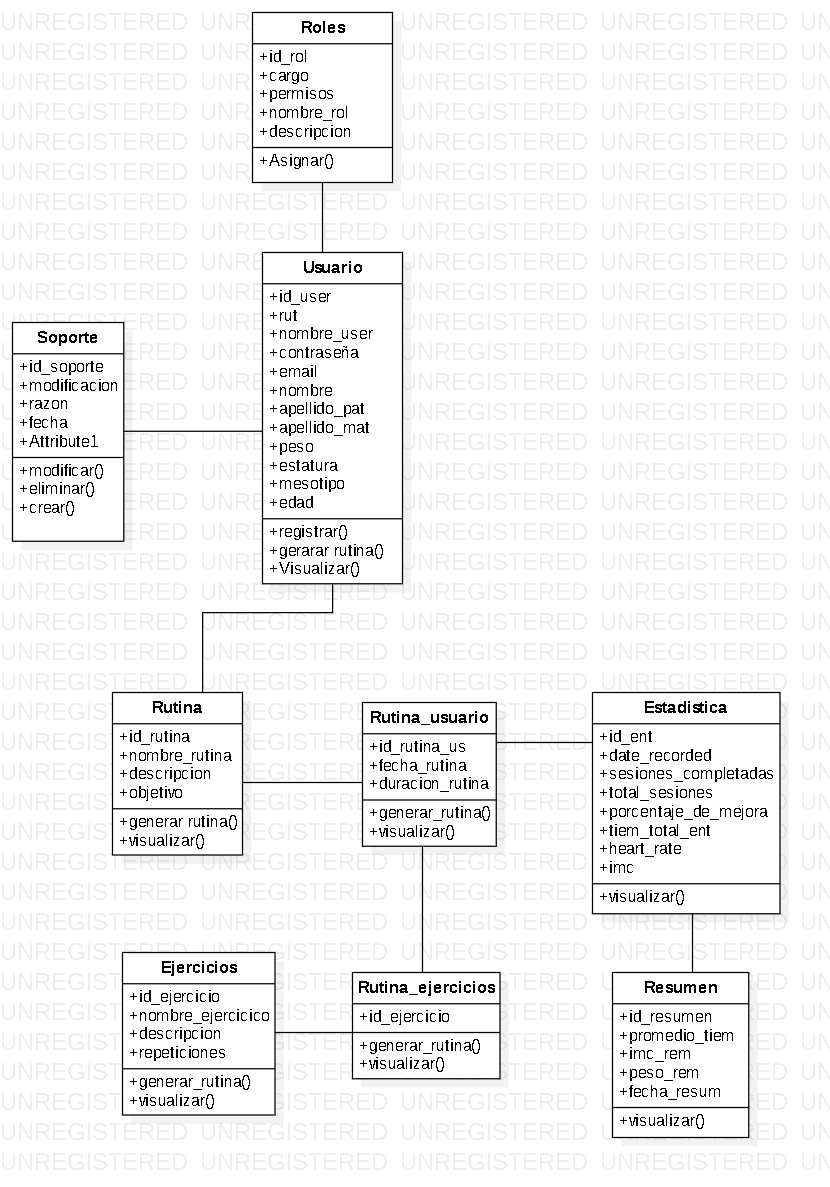 Roles
+id_rol
+cargo
+permisos
+nombre_rol
+descripcion
+Asignar()
Usuario
+id_user
+rut
+nombre_user
+contraseña
+email
+nombre
+apellido_pat
+apellido_mat
+peso
+estatura
+mesotipo
+edad
+registrar()
+gerarar rutina()
+Visualizar()
Soporte
+id_soporte
+modificacion
+razon
+fecha
+Attribute1
+modificar()
+eliminar()
+crear()
Rutina
+id_rutina
+nombre_rutina
+descripcion
+objetivo
+generar rutina()
+visualizar()
Rutina_usuario
+id_rutina_us
+fecha_rutina
+duracion_rutina
+generar_rutina()
+visualizar()
Estadistica
+id_ent
+date_recorded
+sesiones_completadas
+total_sesiones
+porcentaje_de_mejora
+tiem_total_ent
+heart_rate
+imc
+visualizar()
Ejercicios
+id_ejercicio
+nombre_ejercicico
+descripcion
+repeticiones
+generar_rutina()
+visualizar()
Rutina_ejercicios
+id_ejercicio
+generar_rutina()
+visualizar()
Resumen
+id_resumen
+promedio_tiem
+imc_rem
+peso_rem
+fecha_resum
+visualizar()
UNREGISTERED